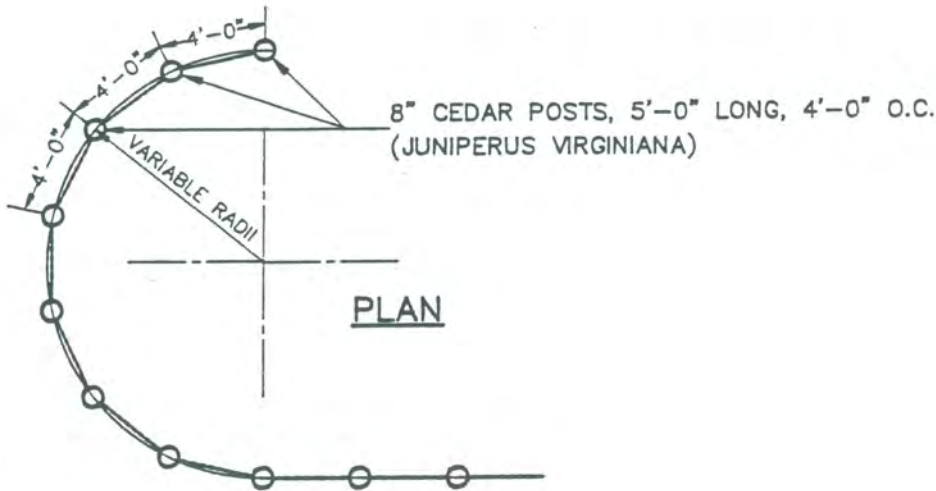 4'-0"
4'-0"
4'-0"
8" CEDAR POSTS, 5'-0" LONG, 4'-0" O.C.
(JUNIPERUS VIRGINIANA)
VARIABLE RADII
PLAN